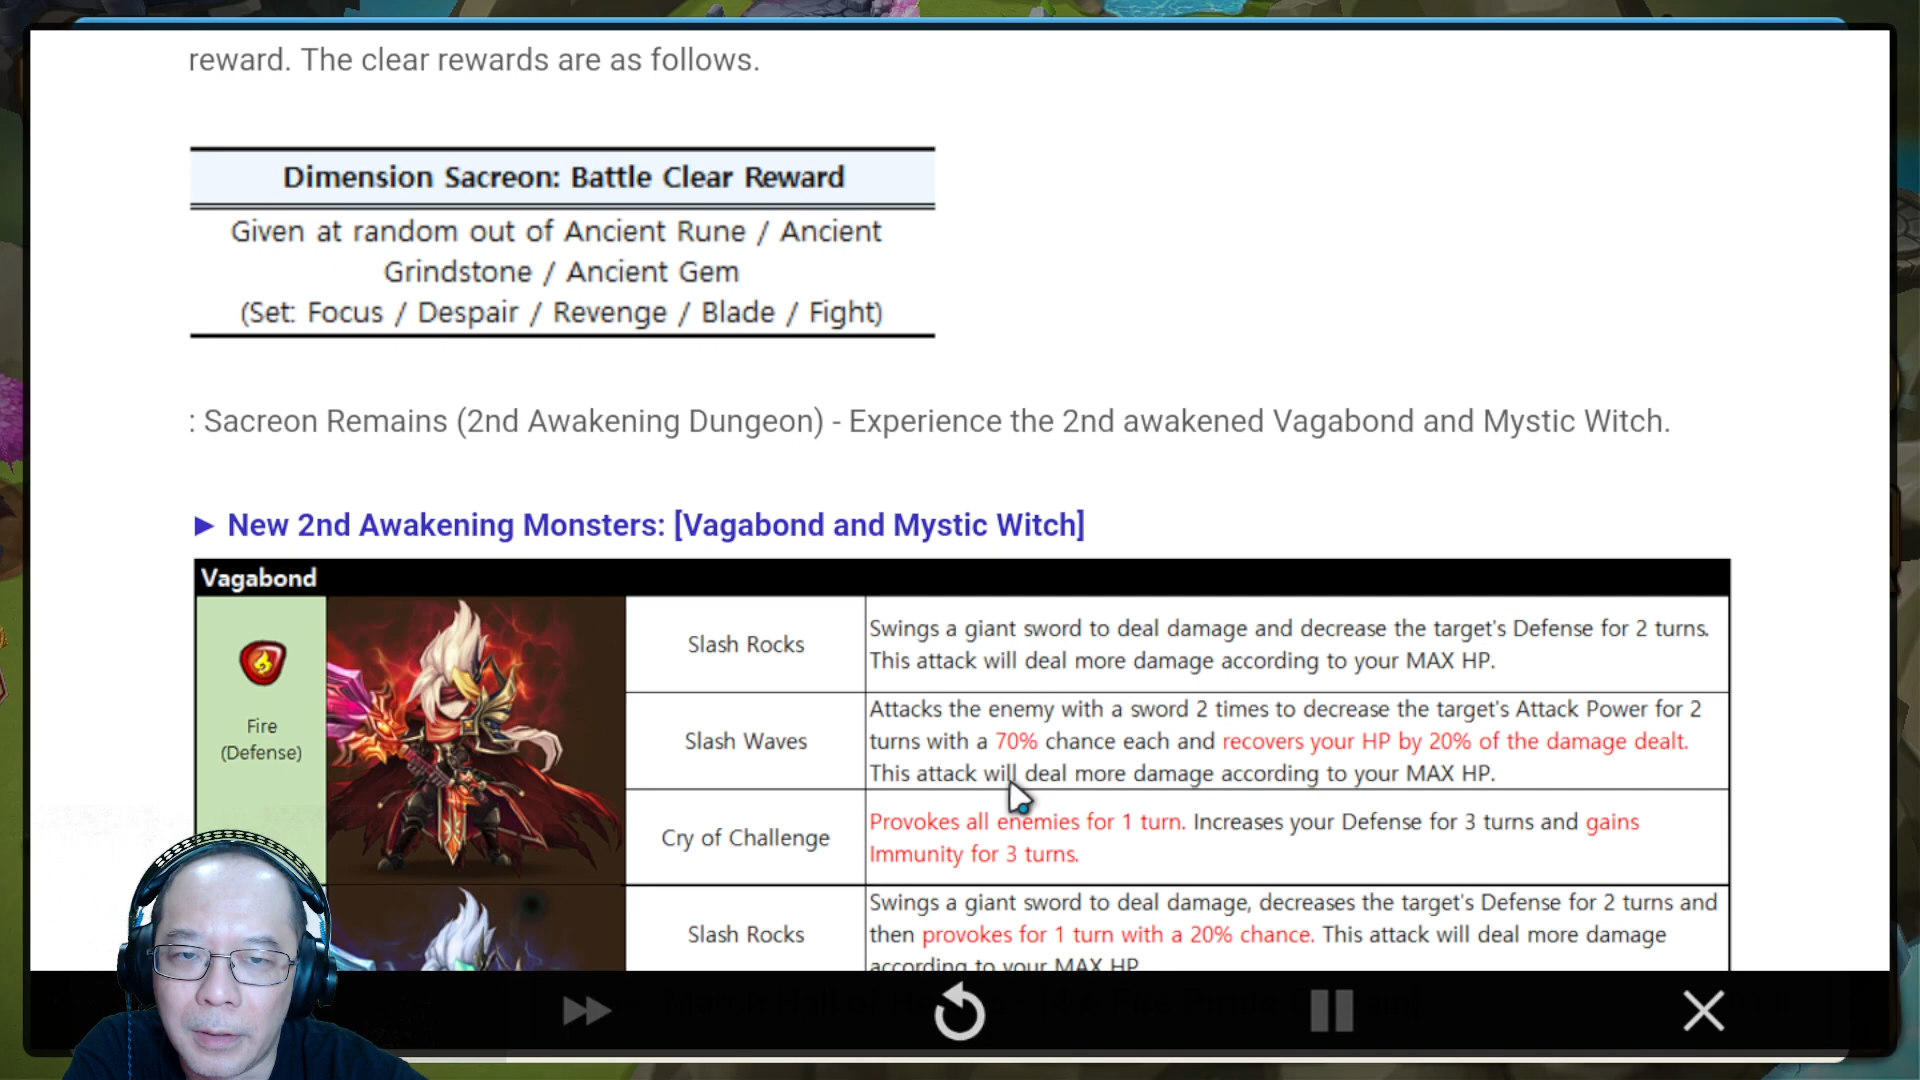 reward. The clear rewards are as follows.
Dimension Sacreon: Battle Clear Reward
Given at random out of Ancient Rune / Ancient
Grindstone / Ancient Gem
(Set: Focus / Despair / Revenge / Blade / Fight)
: Sacreon Remains (2nd Awakening Dungeon) - Experience the 2nd awakened Vagabond and Mystic Witch.
► New 2nd Awakening Monsters: [Vagabond and Mystic Witch]
Vagabond
Fire
(Defense)
Slash Rocks
Swings a giant sword to deal damage and decrease the target's Defense for 2 turns.
This attack will deal more damage according to your MAX HP.
Slash Waves
Attacks the enemy with a sword 2 times to decrease the target's Attack Power for 2
turns with a 70% chance each and recovers your HP by 20% of the damage dealt.
This attack will deal more damage according to your MAX HP.
Cry of Challenge
Provokes all enemies for 1 turn. Increases your Defense for 3 turns and gains
Immunity for 3 turns.
Slash Rocks
Swings a giant sword to deal damage, decreases the target's Defense for 2 turns and
then provokes for 1 turn with a 20% chance. This attack will deal more damage
according to your MAX HP